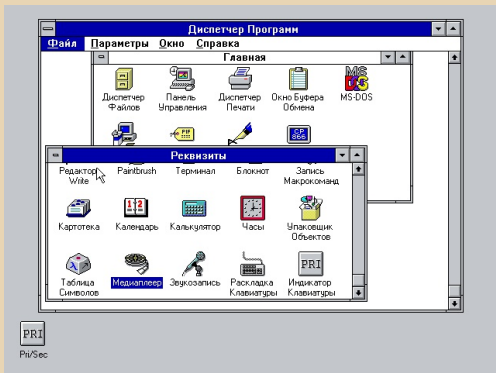 Диспетчер Программ
Файл Параметры Окно Справка
Главная
Диспетчер Файлов
Панель Управления
Диспетчер Печати
Окно Буфера Обмена
MS-DOS
PIF
CP 866
Реквизиты
Редактор Write
Paintbrush
Терминал
Блокнот
Запись Макрокоманд
Картотека
Календарь
Калькулятор
Часы
Упаковщик Объектов
Таблица Символов
Медиаплеер
Звукозапись
Раскладка Клавиатуры
PRI
Индикатор Клавиатуры
PRI
Pri/Sec